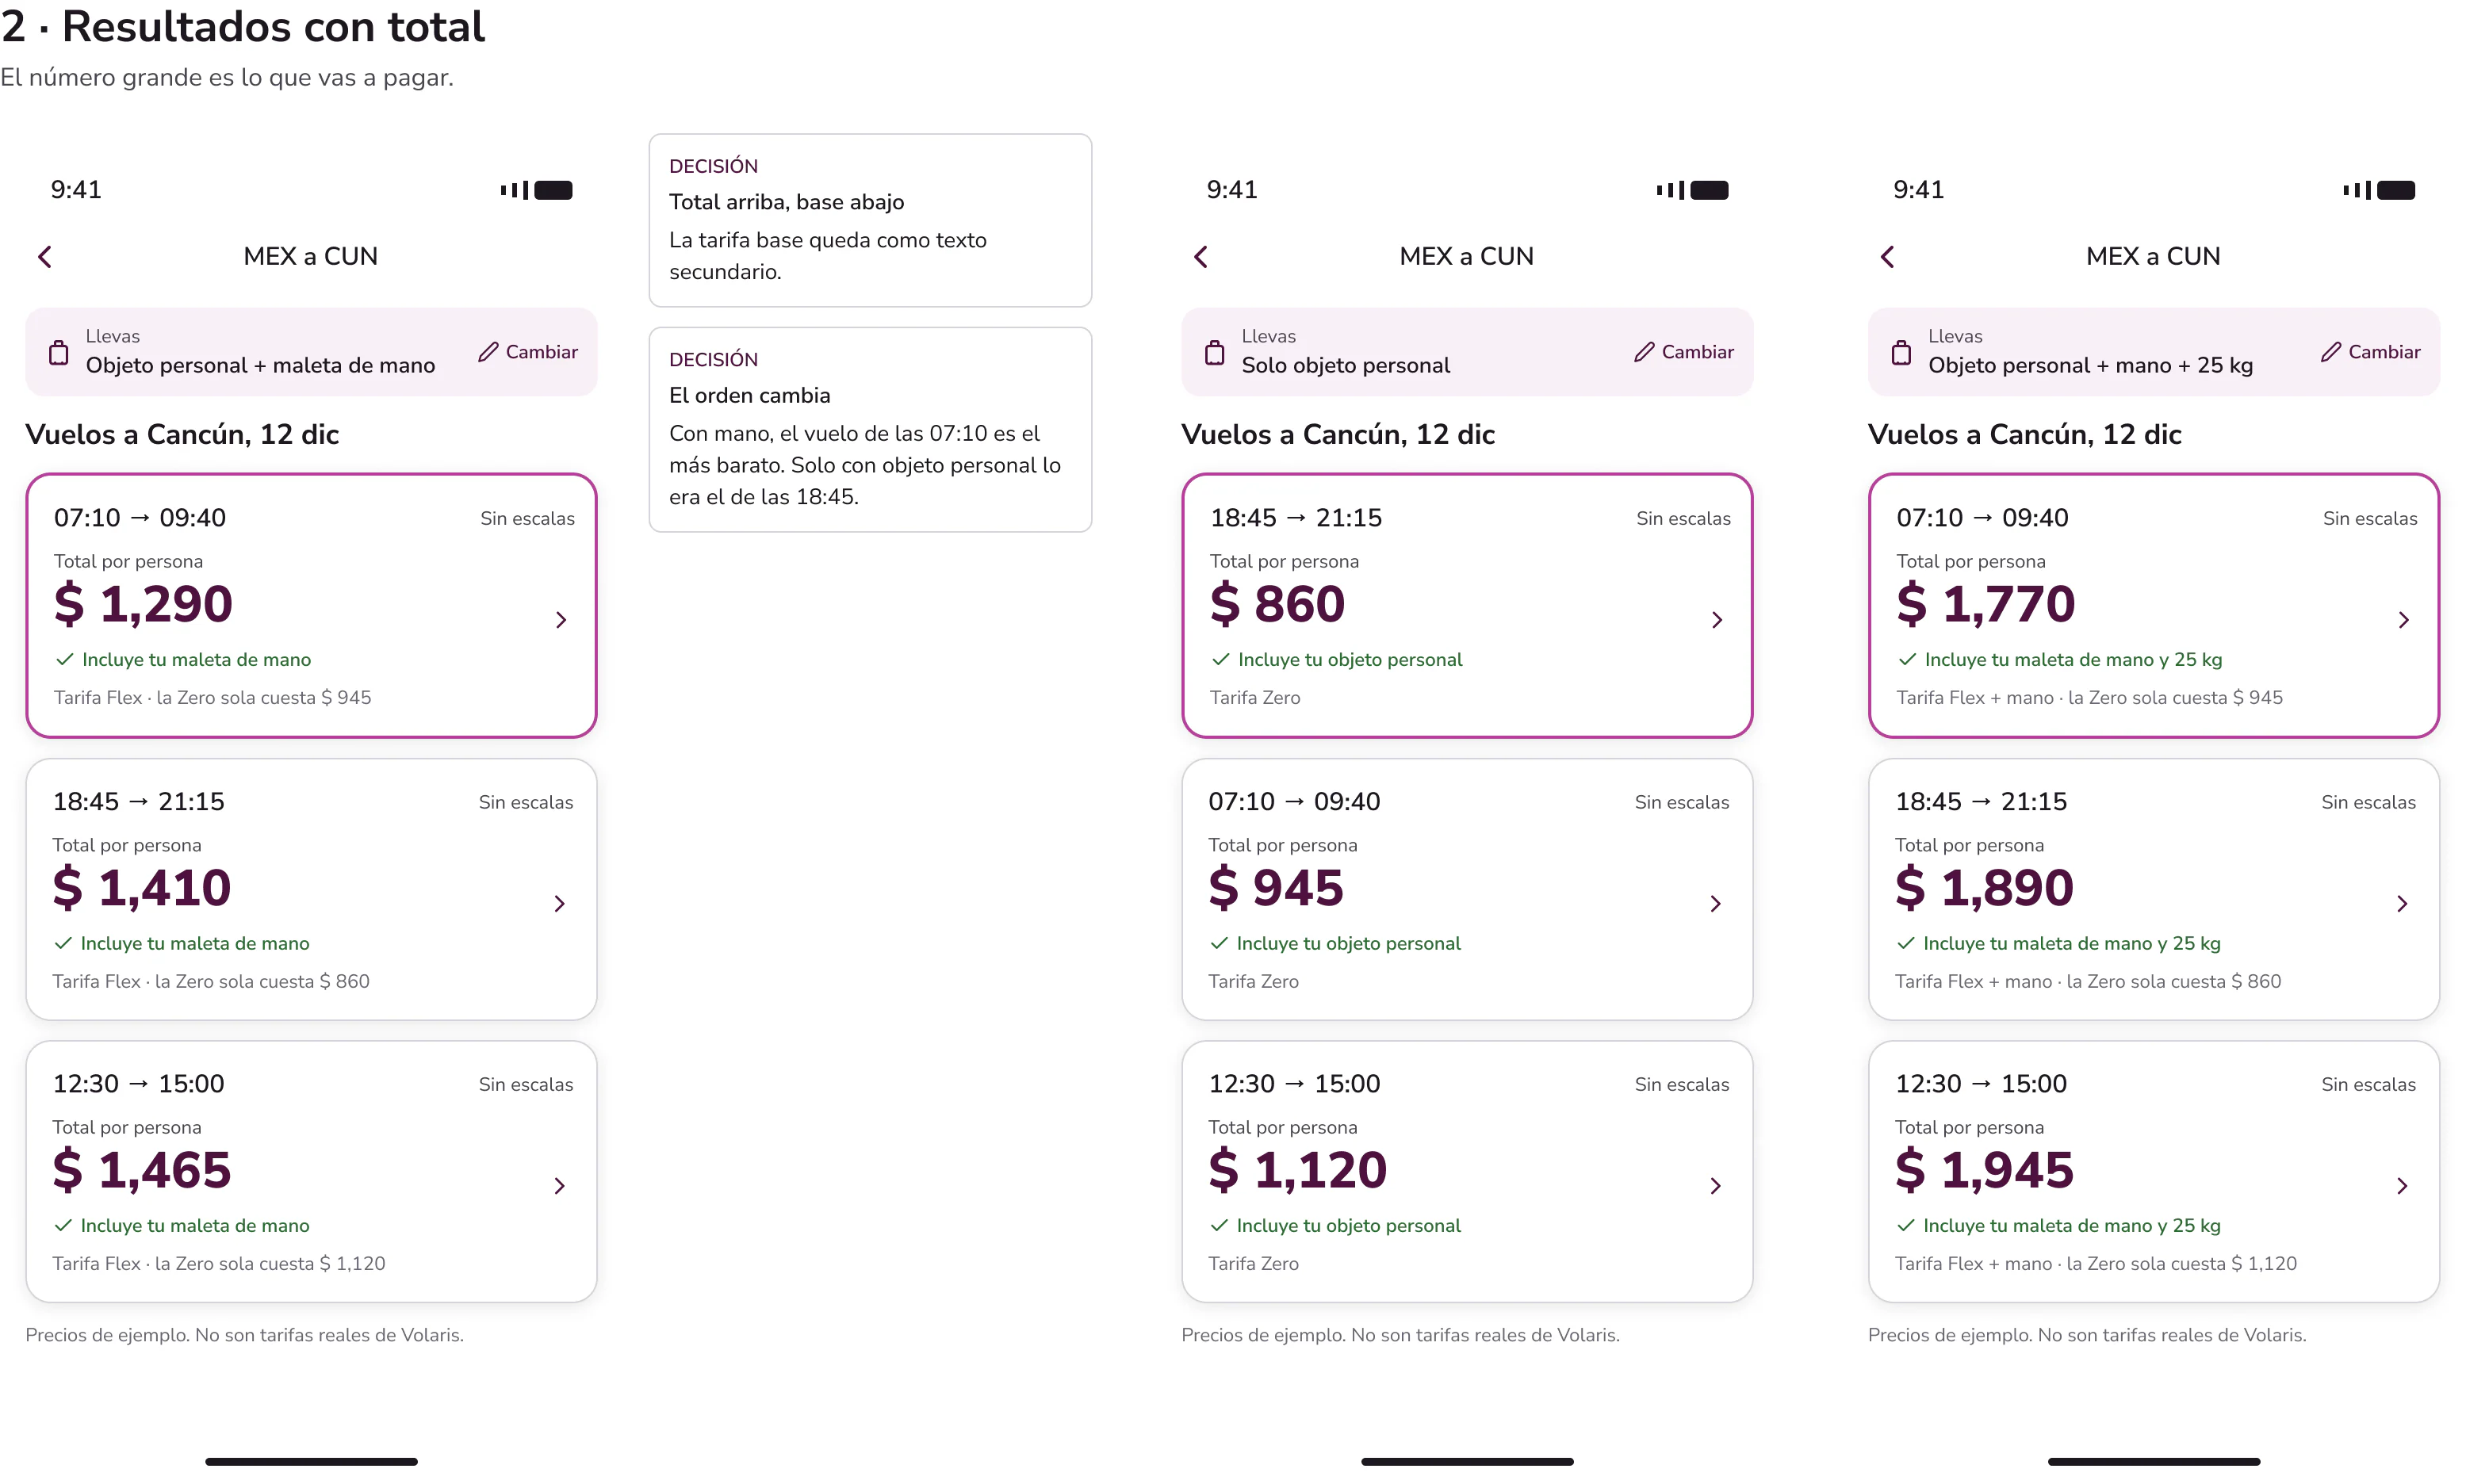 2 · Resultados con total
El número grande es lo que vas a pagar.
9:41
MEX a CUN
Llevas
Objeto personal + maleta de mano
Cambiar
Vuelos a Cancún, 12 dic
07:10 → 09:40
Sin escalas
Total por persona
$ 1,290
Incluye tu maleta de mano
Tarifa Flex · la Zero sola cuesta $ 945
18:45 → 21:15
Sin escalas
Total por persona
$ 1,410
Incluye tu maleta de mano
Tarifa Flex · la Zero sola cuesta $ 860
12:30 → 15:00
Sin escalas
Total por persona
$ 1,465
Incluye tu maleta de mano
Tarifa Flex · la Zero sola cuesta $ 1,120
Precios de ejemplo. No son tarifas reales de Volaris.
DECISIÓN
Total arriba, base abajo
La tarifa base queda como texto
secundario.
DECISIÓN
El orden cambia
Con mano, el vuelo de las 07:10 es el
más barato. Solo con objeto personal lo
era el de las 18:45.
9:41
MEX a CUN
Llevas
Solo objeto personal
Cambiar
Vuelos a Cancún, 12 dic
18:45 → 21:15
Sin escalas
Total por persona
$ 860
Incluye tu objeto personal
Tarifa Zero
07:10 → 09:40
Sin escalas
Total por persona
$ 945
Incluye tu objeto personal
Tarifa Zero
12:30 → 15:00
Sin escalas
Total por persona
$ 1,120
Incluye tu objeto personal
Tarifa Zero
Precios de ejemplo. No son tarifas reales de Volaris.
9:41
MEX a CUN
Llevas
Objeto personal + mano + 25 kg
Cambiar
Vuelos a Cancún, 12 dic
07:10 → 09:40
Sin escalas
Total por persona
$ 1,770
Incluye tu maleta de mano y 25 kg
Tarifa Flex + mano · la Zero sola cuesta $ 945
18:45 → 21:15
Sin escalas
Total por persona
$ 1,890
Incluye tu maleta de mano y 25 kg
Tarifa Flex + mano · la Zero sola cuesta $ 860
12:30 → 15:00
Sin escalas
Total por persona
$ 1,945
Incluye tu maleta de mano y 25 kg
Tarifa Flex + mano · la Zero sola cuesta $ 1,120
Precios de ejemplo. No son tarifas reales de Volaris.